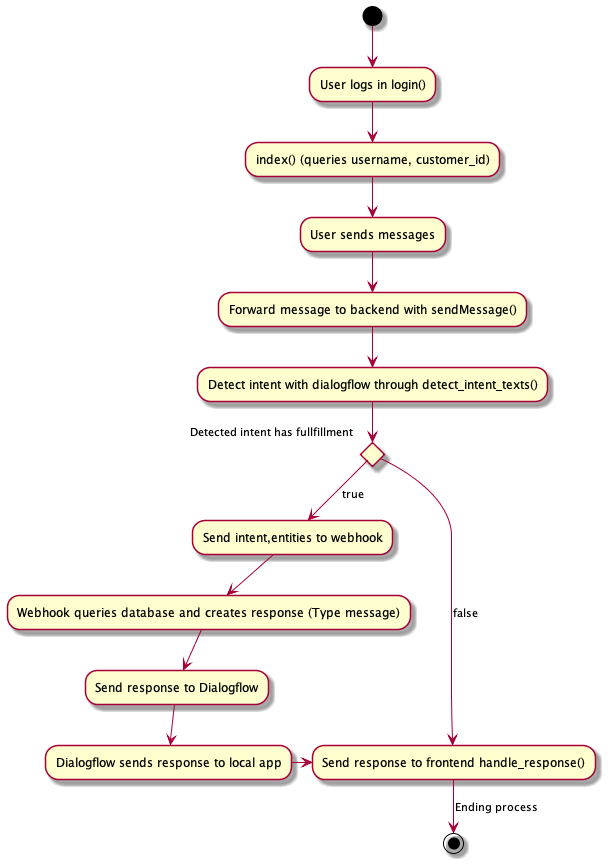 User logs in login()
index() (queries username, customer_id)
User sends messages
Forward message to backend with sendMessage()
Detect intent with dialogflow through detect_intent_texts()
Detected intent has fullfillment
true
Send intent,entities to webhook
Webhook queries database and creates response (Type message)
false
Send response to Dialogflow
Dialogflow sends response to local app
Send response to frontend handle_response()
Ending process